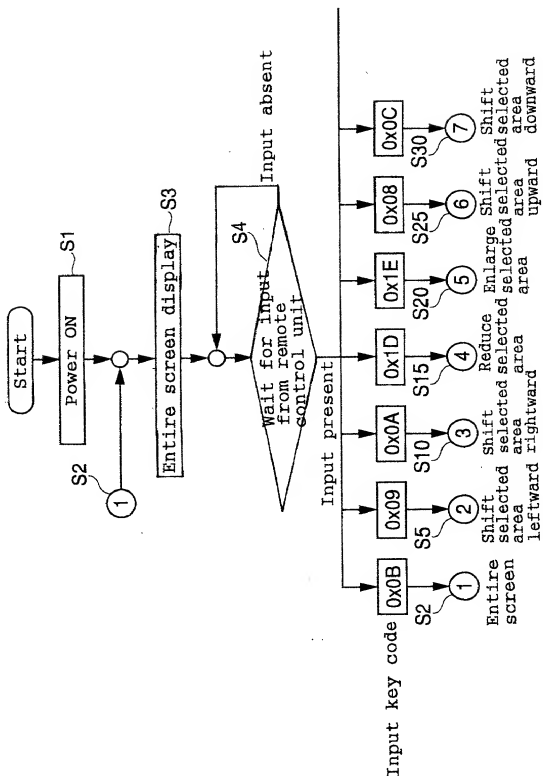 Start
Power ON
S1
S2
1
Entire screen display
S3
Wait for input
from remote
control unit
S4
Input absent
Input present
Input key code
0x0B
0x09
0x0A
0x1D
0x1E
0x08
0x0C
S2
S5
S10
S15
S20
S25
S30
1
2
3
4
5
6
7
Entire
screen
Shift
selected
area
leftward
Shift
selected
area
rightward
Reduce
selected
area
Enlarge
selected
area
Shift
selected
area
upward
Shift
selected
area
downward